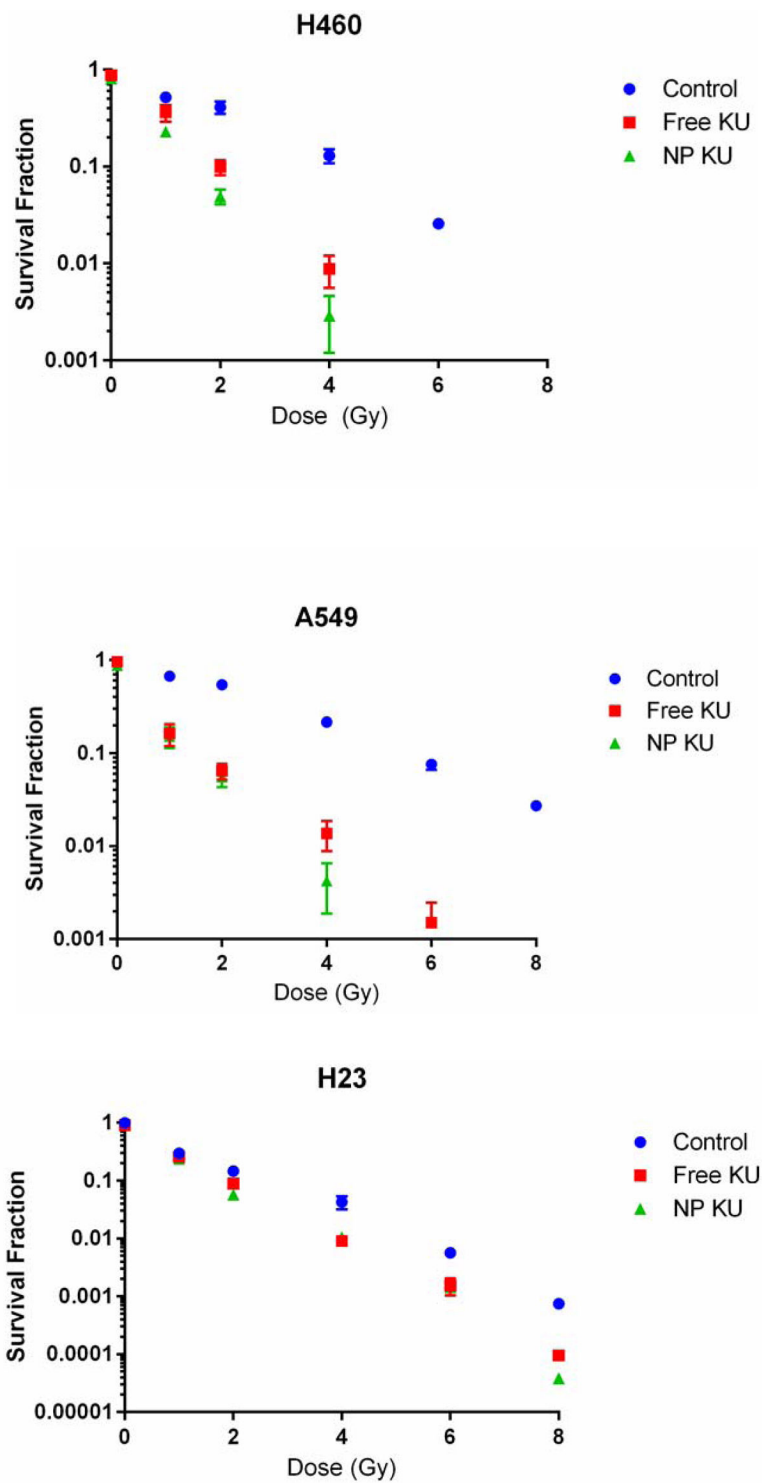 H460
Survival Fraction
1
0.1
0.01
0.001
0 2 4 6 8
Dose (Gy)
Control
Free KU
NP KU
A549
Survival Fraction
1
0.1
0.01
0.001
0 2 4 6 8
Dose (Gy)
Control
Free KU
NP KU
H23
Survival Fraction
1
0.1
0.01
0.001
0.0001
0.00001
0 2 4 6 8
Dose (Gy)
Control
Free KU
NP KU